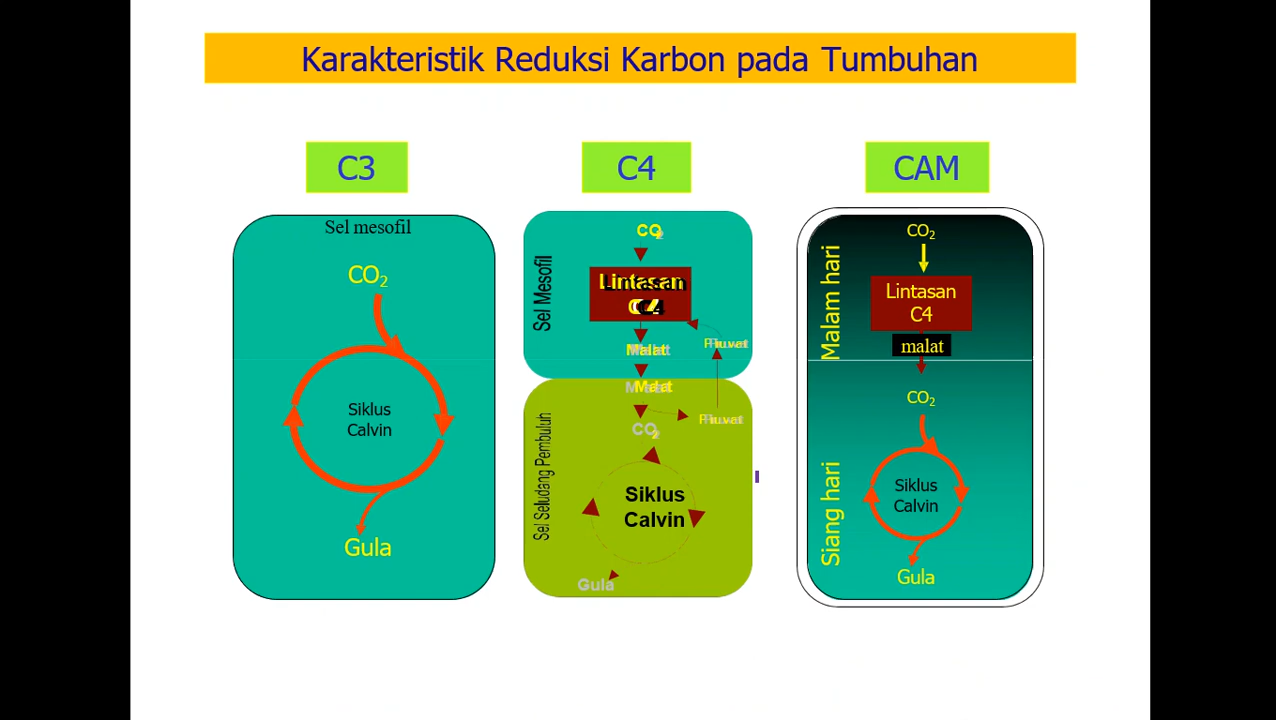 Karakteristik Reduksi Karbon pada Tumbuhan
C3
Sel mesofil
CO₂
Siklus
Calvin
Gula
C4
Sel Mesofil
CO₂
Lintasan
C4
Malat
Piruvat
Sel Seludang Pembuluh
Malat
Piruvat
CO₂
Siklus
Calvin
Gula
CAM
Malam hari
CO₂
Lintasan
C4
malat
Siang hari
CO₂
Siklus
Calvin
Gula